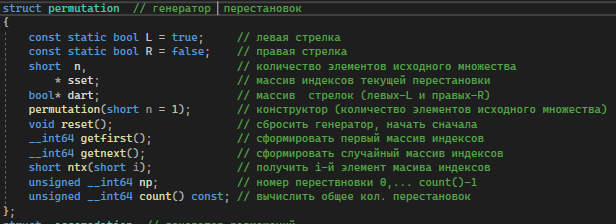 struct permutation // генератор перестановок
{
const static bool L = true; // левая стрелка
const static bool R = false; // правая стрелка
short n, // количество элементов исходного множества
* sset; // массив индексов текущей перестановки
bool* dart; // массив стрелок (левых-L и правых-R)
permutation(short n = 1); // конструктор (количество элементов исходного множества)
void reset(); // сбросить генератор, начать сначала
__int64 getfirst(); // сформировать первый массив индексов
__int64 getnext(); // сформировать случайный массив индексов
short ntx(short i); // получить i-й элемент масива индексов
unsigned __int64 np; // номер перествновки 0,... count()-1
unsigned __int64 count() const; // вычислить общее кол. перестановок
};